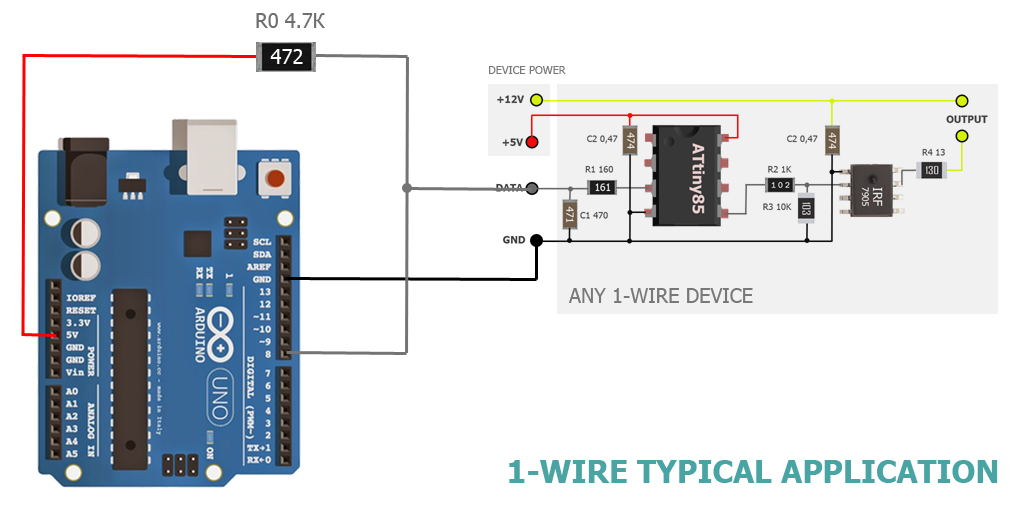 R0 4.7K
472
DEVICE POWER
+12V
+5V
DATA
GND
C2 0,47
474
R1 160
161
471
C1 470
ATtiny85
R2 1K
102
R3 10K
103
C2 0,47
474
IRF
7905
R4 13
130
OUTPUT
ANY 1-WIRE DEVICE
SCL
SDA
AREF
GND
13
12
~11
~10
~9
8
7
6
5
4
3
2
TX→1
RX←0
DIGITAL (PWM~)
IOREF
RESET
3.3V
5V
GND
GND
Vin
POWER
A0
A1
A2
A3
A4
A5
ANALOG IN
TX
RX
1
ARDUINO
UNO
ON
www.arduino.cc - made in Italy
1-WIRE TYPICAL APPLICATION